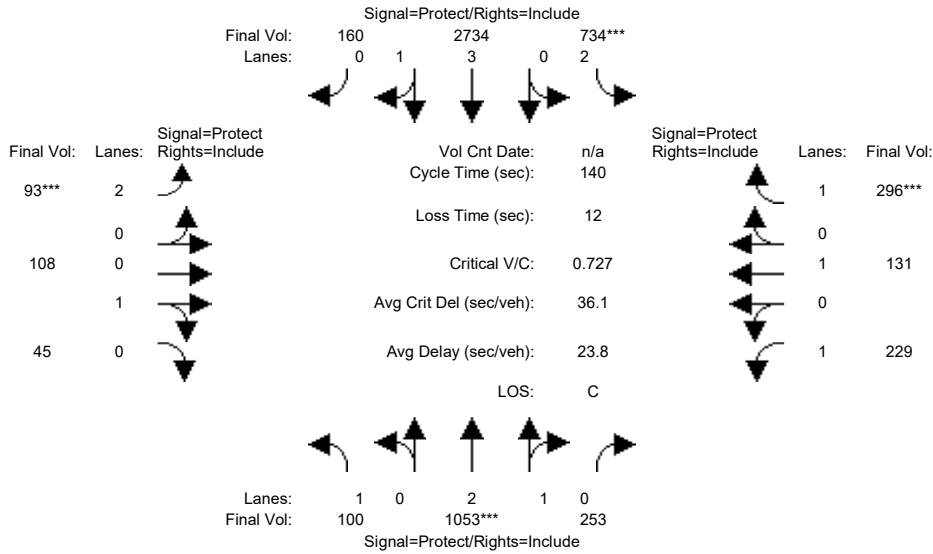 Signal=Protect/Rights=Include
Final Vol: 160 2734 734***
Lanes: 0 1 3 0 2
Signal=Protect Signal=Protect
Final Vol: Lanes: Rights=Include Vol Cnt Date: n/a Rights=Include Lanes: Final Vol:
Cycle Time (sec): 140
93*** 2 1 296***
Loss Time (sec): 12
0 0
108 0 Critical V/C: 0.727 1 131
1 Avg Crit Del (sec/veh): 36.1 0
45 0 Avg Delay (sec/veh): 23.8 1 229
LOS: C
Lanes: 1 0 2 1 0
Final Vol: 100 1053*** 253
Signal=Protect/Rights=Include